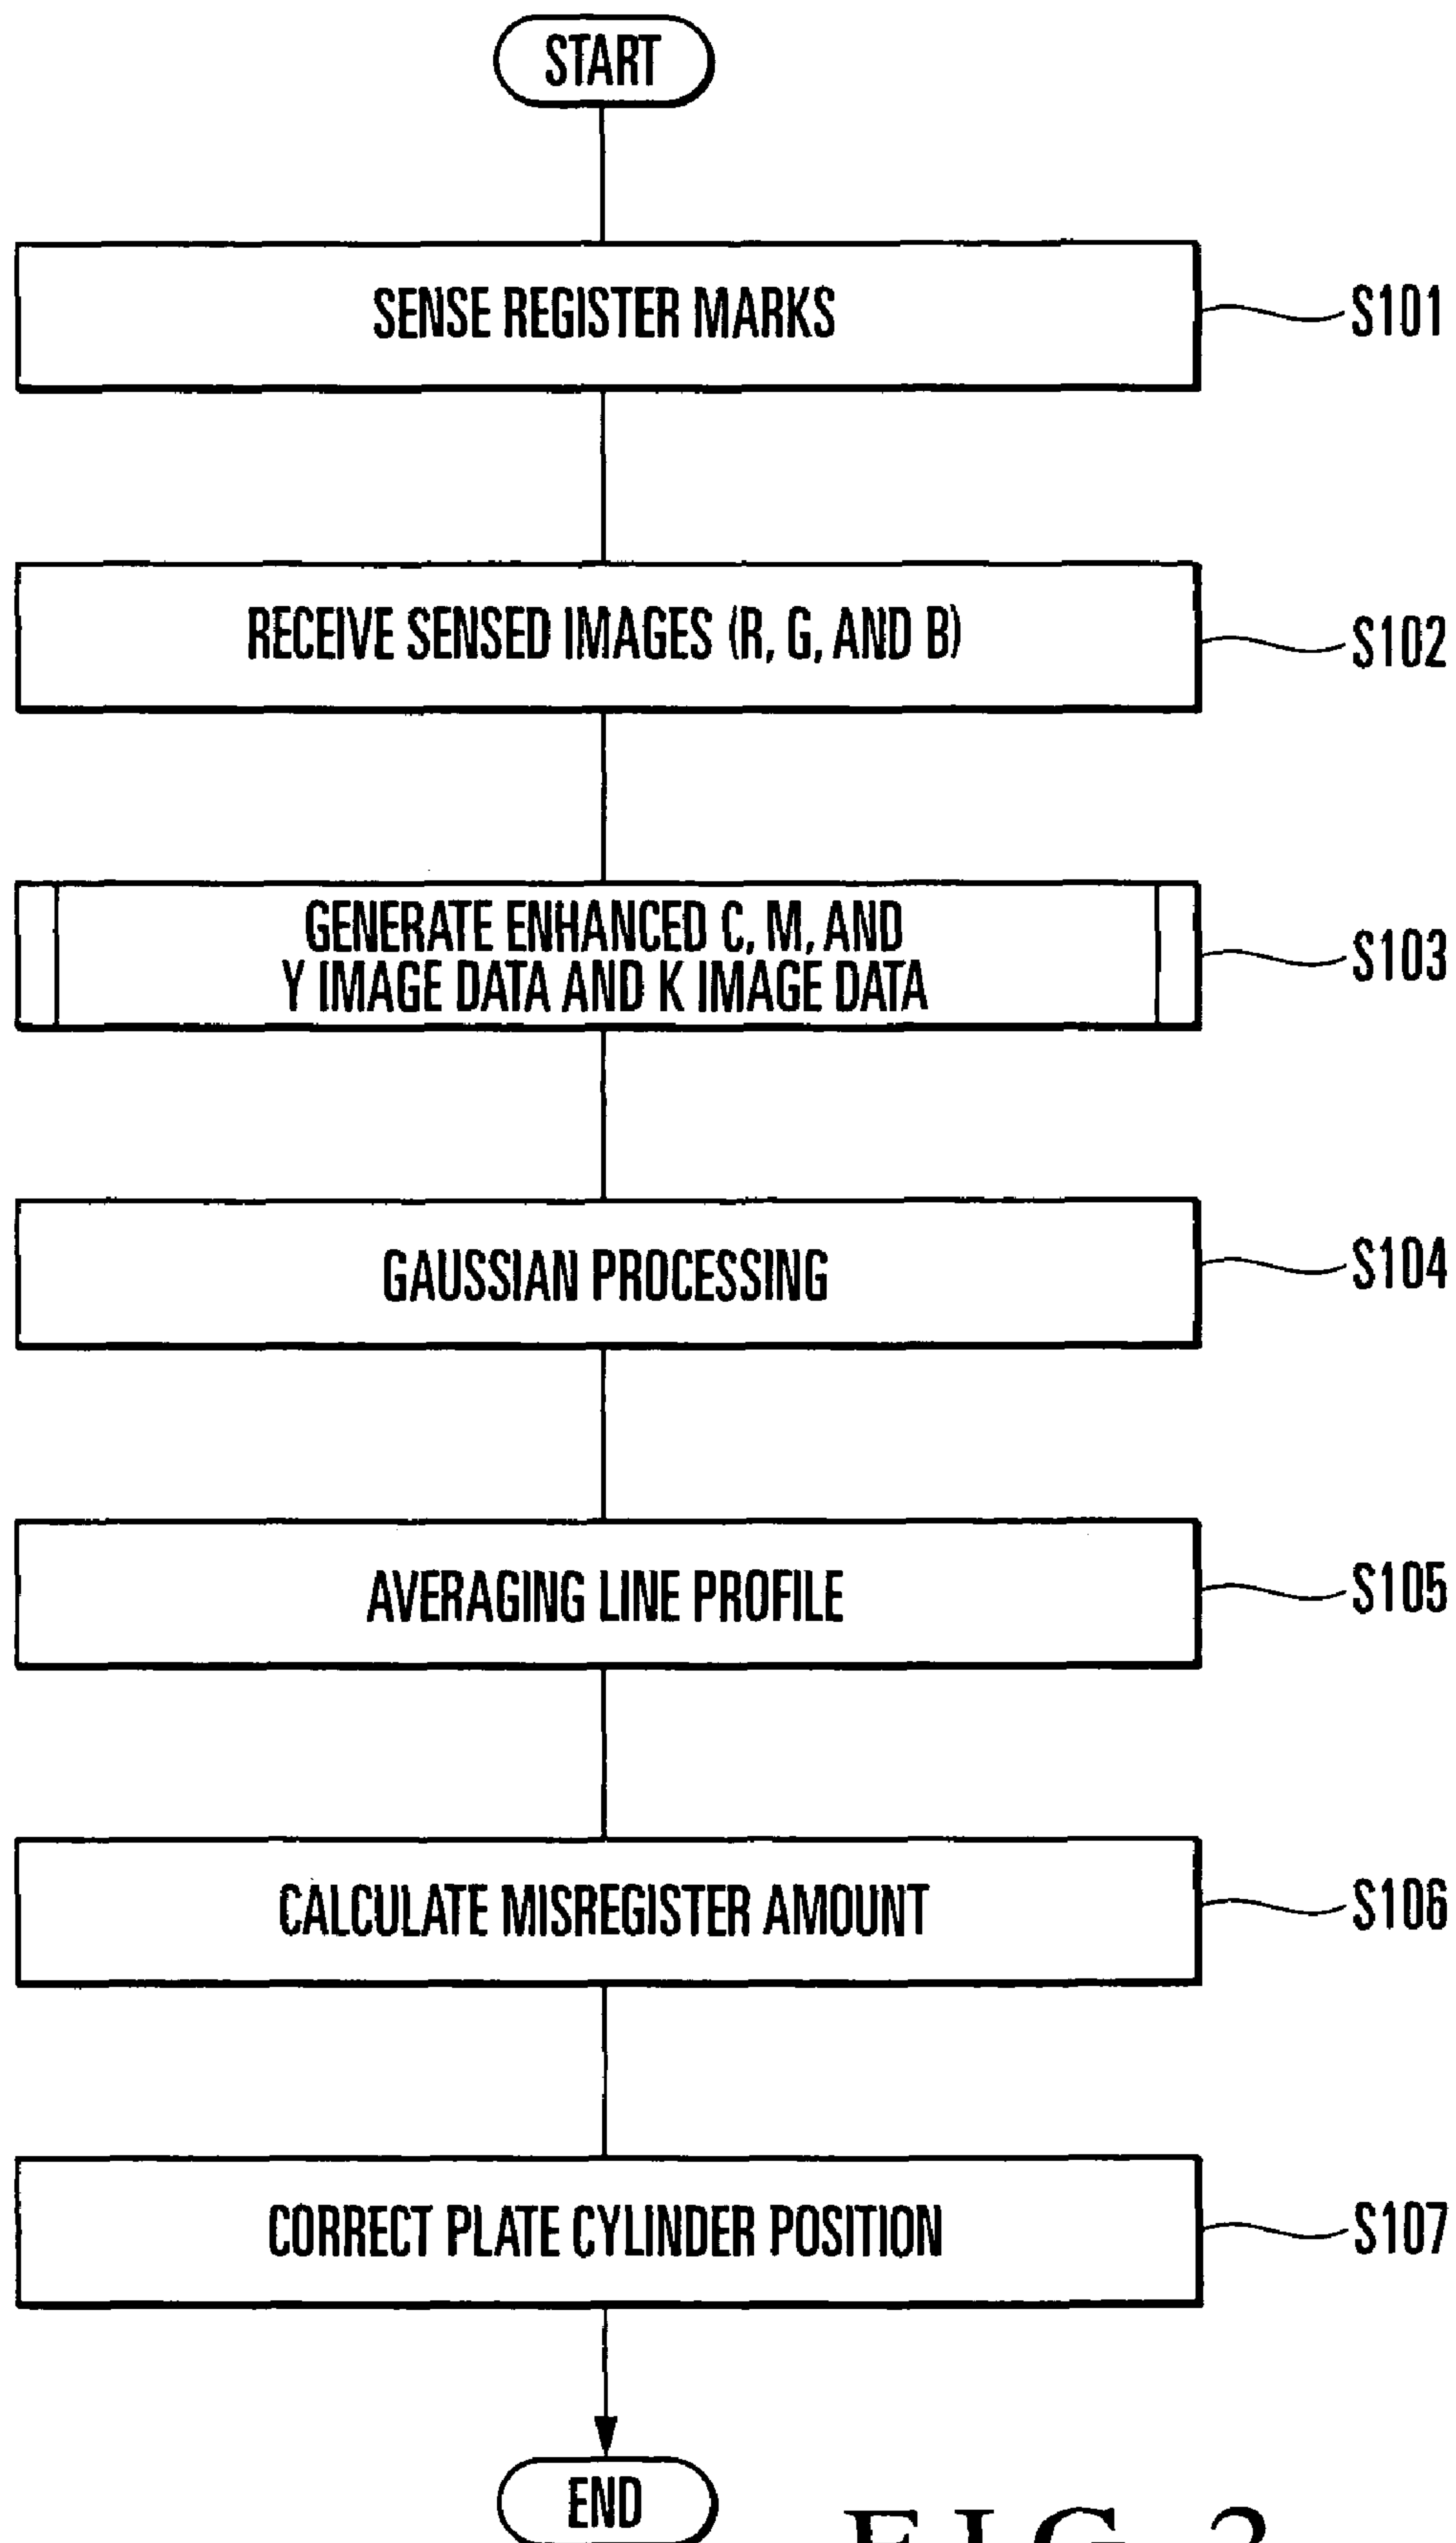 START
SENSE REGISTER MARKS
S101
RECEIVE SENSED IMAGES (R, G, AND B)
S102
GENERATE ENHANCED C, M, AND
Y IMAGE DATA AND K IMAGE DATA
S103
GAUSSIAN PROCESSING
S104
AVERAGING LINE PROFILE
S105
CALCULATE MISREGISTER AMOUNT
S106
CORRECT PLATE CYLINDER POSITION
S107
END
FIG.